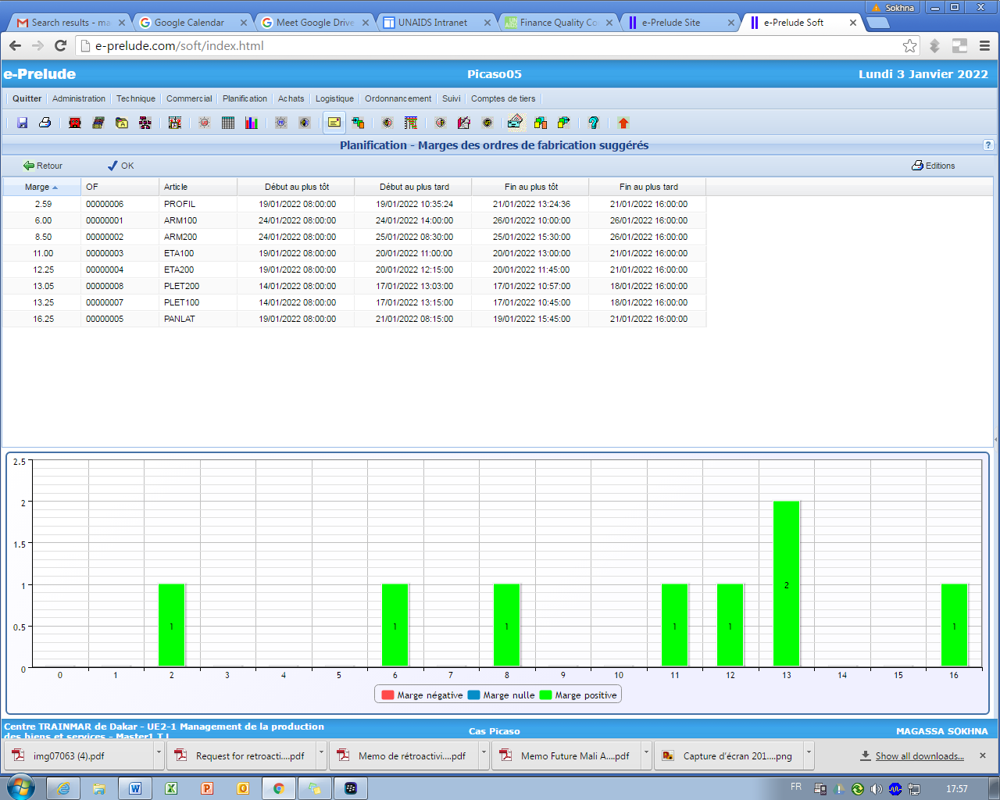 Sokhna
Search results - ma
Google Calendar
Meet Google Drive
UNAIDS Intranet
Finance Quality Co
e-Prelude Site
e-Prelude Soft
e-prelude.com/soft/index.html
e-Prelude Picaso05 Lundi 3 Janvier 2022
Quitter Administration Technique Commercial Planification Achats Logistique Ordonnancement Suivi Comptes de tiers
Planification - Marges des ordres de fabrication suggérés ?
Retour OK Editions
Marge OF Article Début au plus tôt Début au plus tard Fin au plus tôt Fin au plus tard
2.59 00000006 PROFIL 19/01/2022 08:00:00 19/01/2022 10:35:24 21/01/2022 13:24:36 21/01/2022 16:00:00
6.00 00000001 ARM100 24/01/2022 08:00:00 24/01/2022 14:00:00 26/01/2022 10:00:00 26/01/2022 16:00:00
8.50 00000002 ARM200 24/01/2022 08:00:00 25/01/2022 08:30:00 25/01/2022 15:30:00 26/01/2022 16:00:00
11.00 00000003 ETA100 19/01/2022 08:00:00 20/01/2022 11:00:00 20/01/2022 13:00:00 21/01/2022 16:00:00
12.25 00000004 ETA200 19/01/2022 08:00:00 20/01/2022 12:15:00 20/01/2022 11:45:00 21/01/2022 16:00:00
13.05 00000008 PLET200 14/01/2022 08:00:00 17/01/2022 13:03:00 17/01/2022 10:57:00 18/01/2022 16:00:00
13.25 00000007 PLET100 14/01/2022 08:00:00 17/01/2022 13:15:00 17/01/2022 10:45:00 18/01/2022 16:00:00
16.25 00000005 PANLAT 19/01/2022 08:00:00 21/01/2022 08:15:00 19/01/2022 15:45:00 21/01/2022 16:00:00
2.5
2
1.5
1
0.5
0
1 1 1 1 1 2 1
0 1 2 3 4 5 6 7 8 9 10 11 12 13 14 15 16
Marge négative Marge nulle Marge positive
Centre TRAINMAR de Dakar - UE2-1 Management de la production
des biens et services - Master1 T.L
Cas Picaso
MAGASSA SOKHNA
img07063 (4).pdf
Request for retroacti....pdf
Memo de rétroactivi....pdf
Memo Future Mali A....pdf
Capture d'écran 201....png
Show all downloads...
FR 17:57